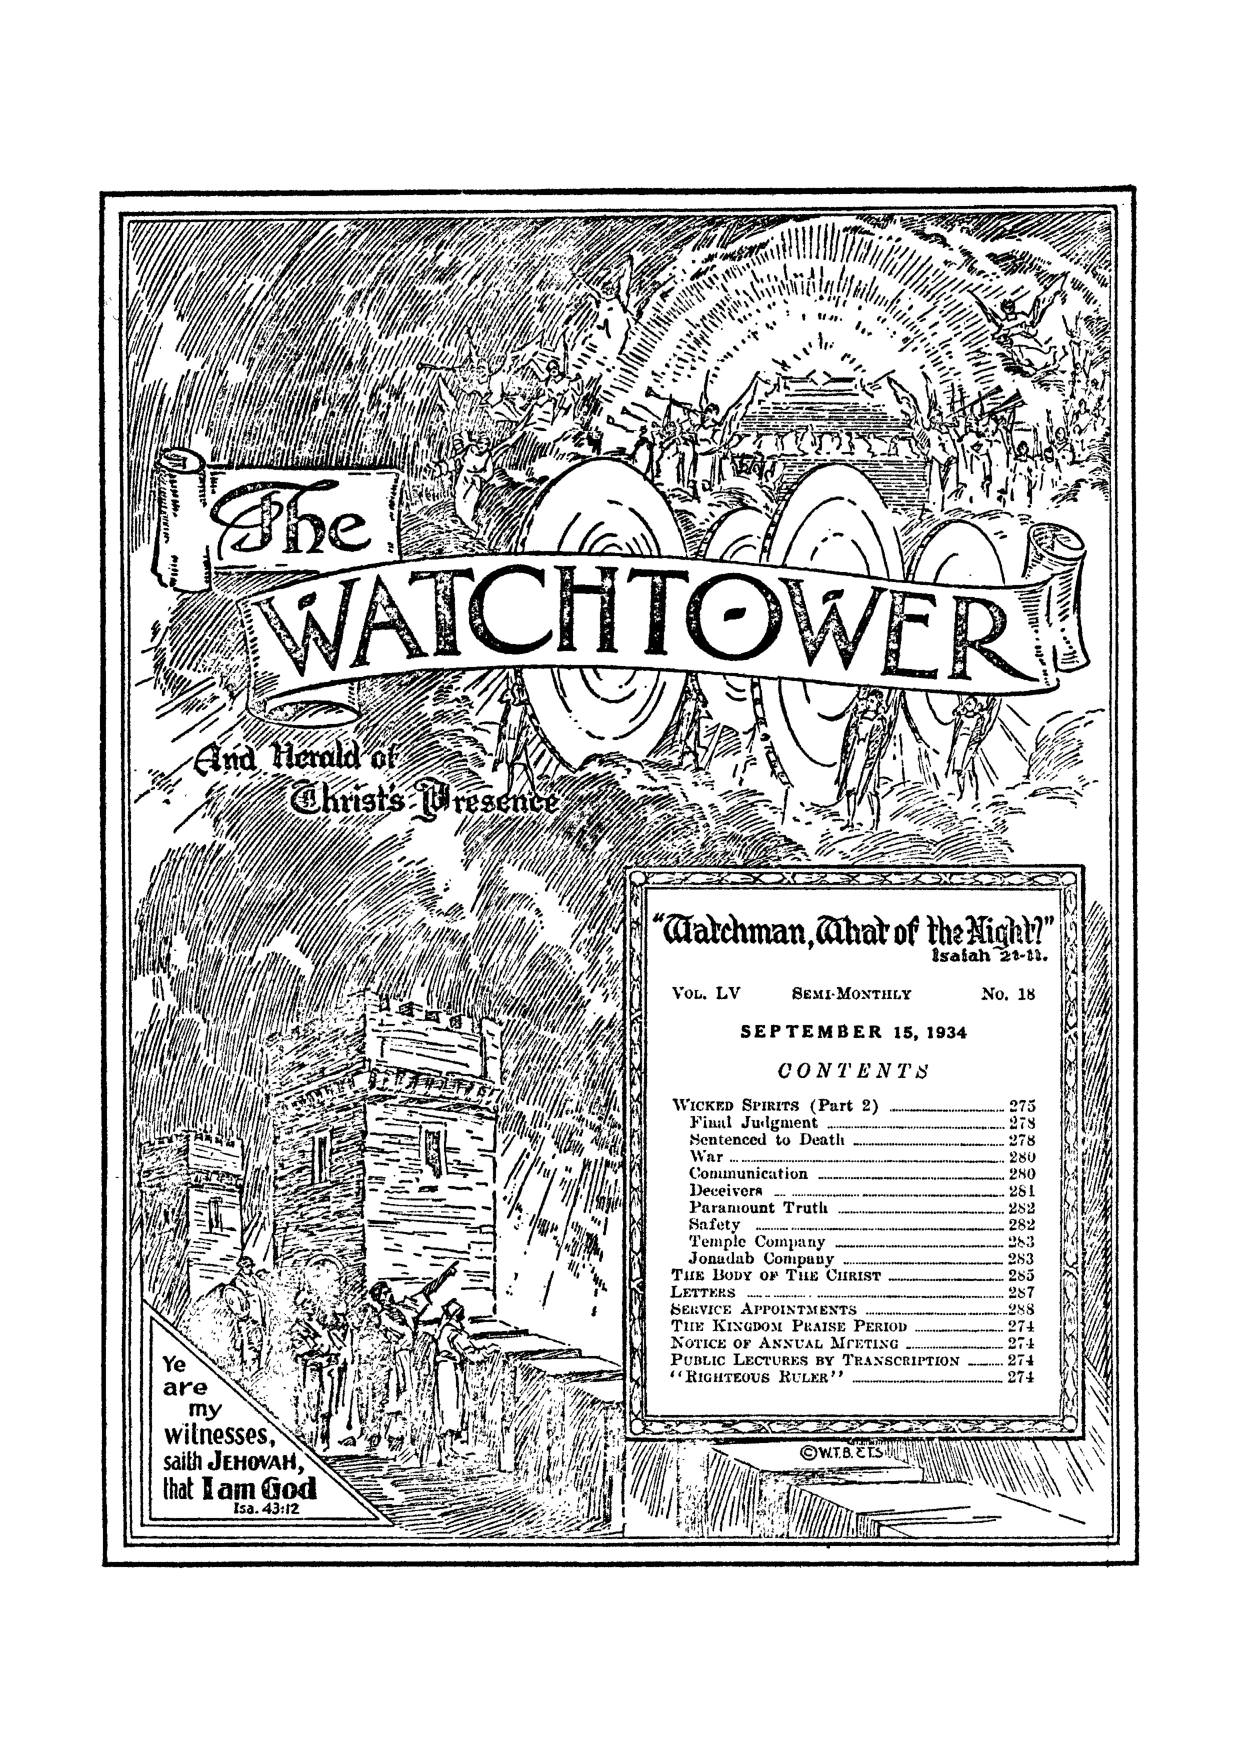 The
WATCHTOWER
And Herald of
Christ's Presence
"Watchman, What of the Night?"
Isaiah 21-11.
VOL. LV SEMI-MONTHLY No. 18
SEPTEMBER 15, 1934
CONTENTS
WICKED SPIRITS (Part 2) 275
Final Judgment 278
Sentenced to Death 278
War 280
Communication 280
Deceivers 281
Paramount Truth 282
Safety 282
Temple Company 283
Jonadab Company 283
THE BODY OF THE CHRIST 285
LETTERS 287
SERVICE APPOINTMENTS 288
THE KINGDOM PRAISE PERIOD 274
NOTICE OF ANNUAL MEETING 274
PUBLIC LECTURES BY TRANSCRIPTION 274
"RIGHTEOUS RULER" 274
©W.T.B.&T.S
Ye
are
my
witnesses,
saith JEHOVAH,
that I am God
Isa. 43:12